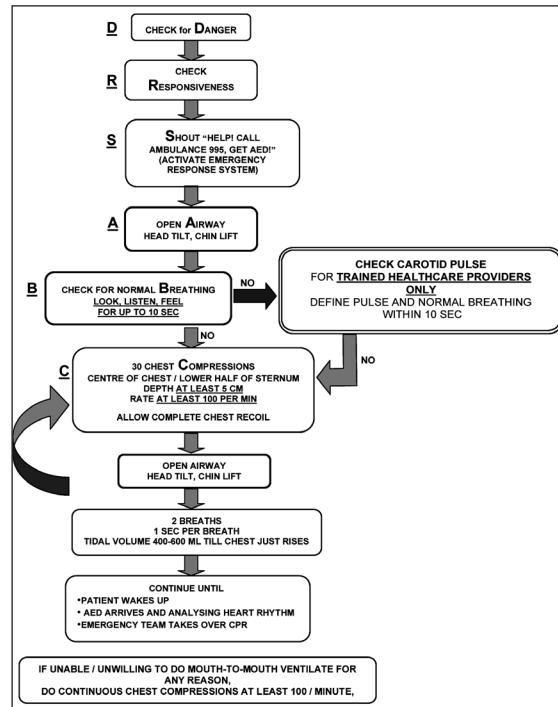 D
CHECK for DANGER
R
CHECK
RESPONSIVENESS
S
SHOUT “HELP! CALL
AMBULANCE 995, GET AED!”
(ACTIVATE EMERGENCY
RESPONSE SYSTEM)
A
OPEN AIRWAY
HEAD TILT, CHIN LIFT
B
CHECK FOR NORMAL BREATHING
LOOK, LISTEN, FEEL
FOR UP TO 10 SEC
NO
CHECK CAROTID PULSE
FOR TRAINED HEALTHCARE PROVIDERS
ONLY
DEFINE PULSE AND NORMAL BREATHING
WITHIN 10 SEC
NO
NO
C
30 CHEST COMPRESSIONS
CENTRE OF CHEST / LOWER HALF OF STERNUM
DEPTH AT LEAST 5 CM
RATE AT LEAST 100 PER MIN
ALLOW COMPLETE CHEST RECOIL
OPEN AIRWAY
HEAD TILT, CHIN LIFT
2 BREATHS
1 SEC PER BREATH
TIDAL VOLUME 400-600 ML TILL CHEST JUST RISES
CONTINUE UNTIL
•PATIENT WAKES UP
• AED ARRIVES AND ANALYSING HEART RHYTHM
•EMERGENCY TEAM TAKES OVER CPR
IF UNABLE / UNWILLING TO DO MOUTH-TO-MOUTH VENTILATE FOR
ANY REASON,
DO CONTINUOUS CHEST COMPRESSIONS AT LEAST 100 / MINUTE,